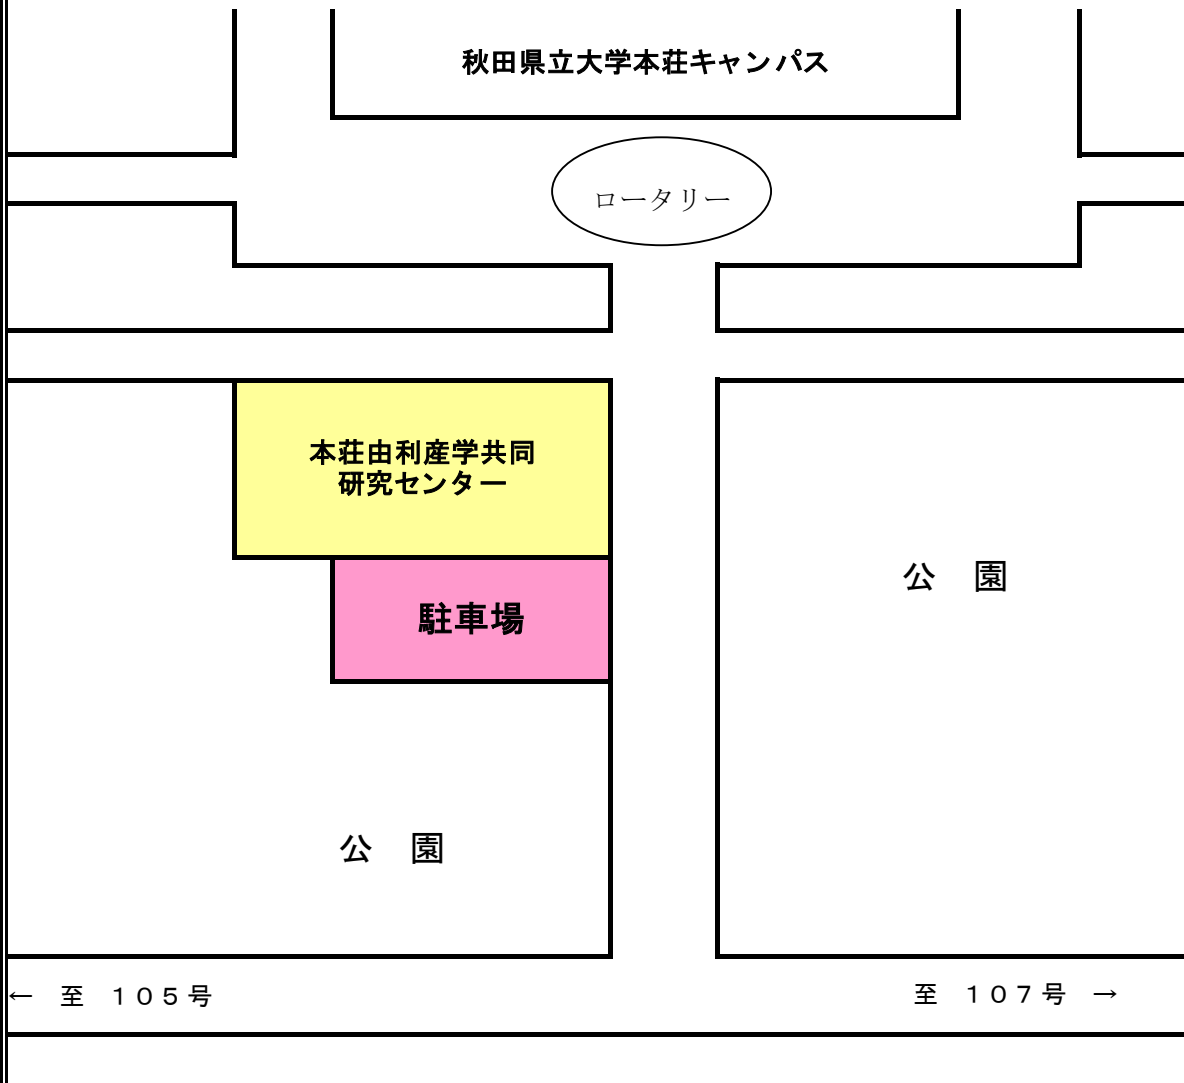 秋田県立大学本荘キャンパス
ロータリー
本荘由利産学共同
研究センター
公　園
駐車場
公　園
←　至　１０５号
至　１０７号　→